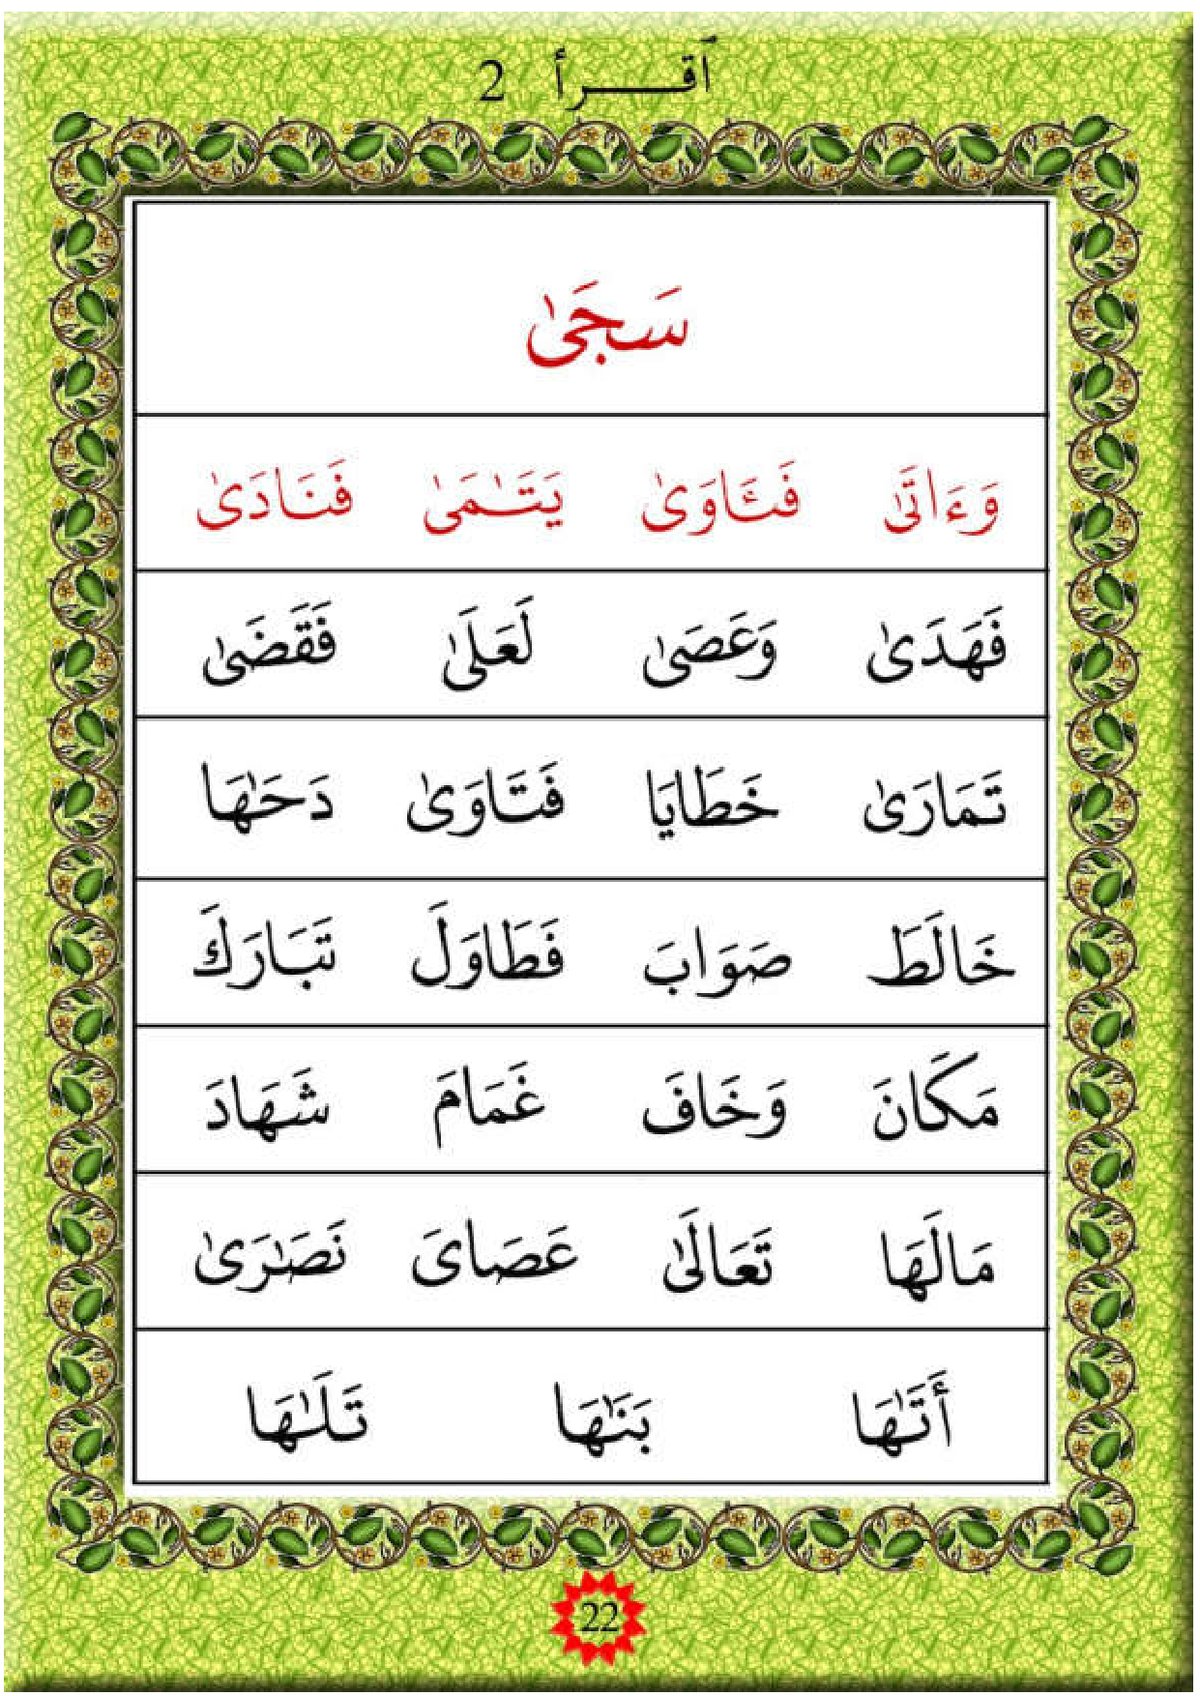 ٱقـــرأ 2
سَجَىٰ
وَءَاتَىٰ فَـَٔاوَىٰ يَتَـٰمَىٰ فَنَادَىٰ
فَهَدَىٰ وَعَصَىٰ لَعَلَىٰ فَقَضَىٰ
تَمَارَىٰ خَطَايَا فَتَاوَىٰ دَحَىٰهَا
خَالَطَ صَوَابَ فَطَاوَلَ تَبَارَكَ
مَكَانَ وَخَافَ غَمَامَ شَهَادَ
مَالَهَا تَعَالَىٰ عَصَاىَ نَصَـٰرَىٰ
أَتَىٰهَا بَنَىٰهَا تَلَـٰهَا
22